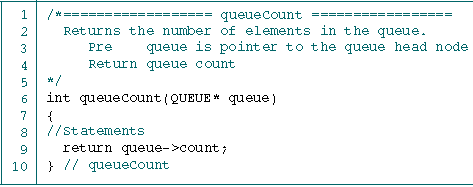 1 /*================== queueCount =================
2 Returns the number of elements in the queue.
3 Pre queue is pointer to the queue head node
4 Return queue count
5 */
6 int queueCount(QUEUE* queue)
7 {
8 //Statements
9 return queue->count;
10 } // queueCount